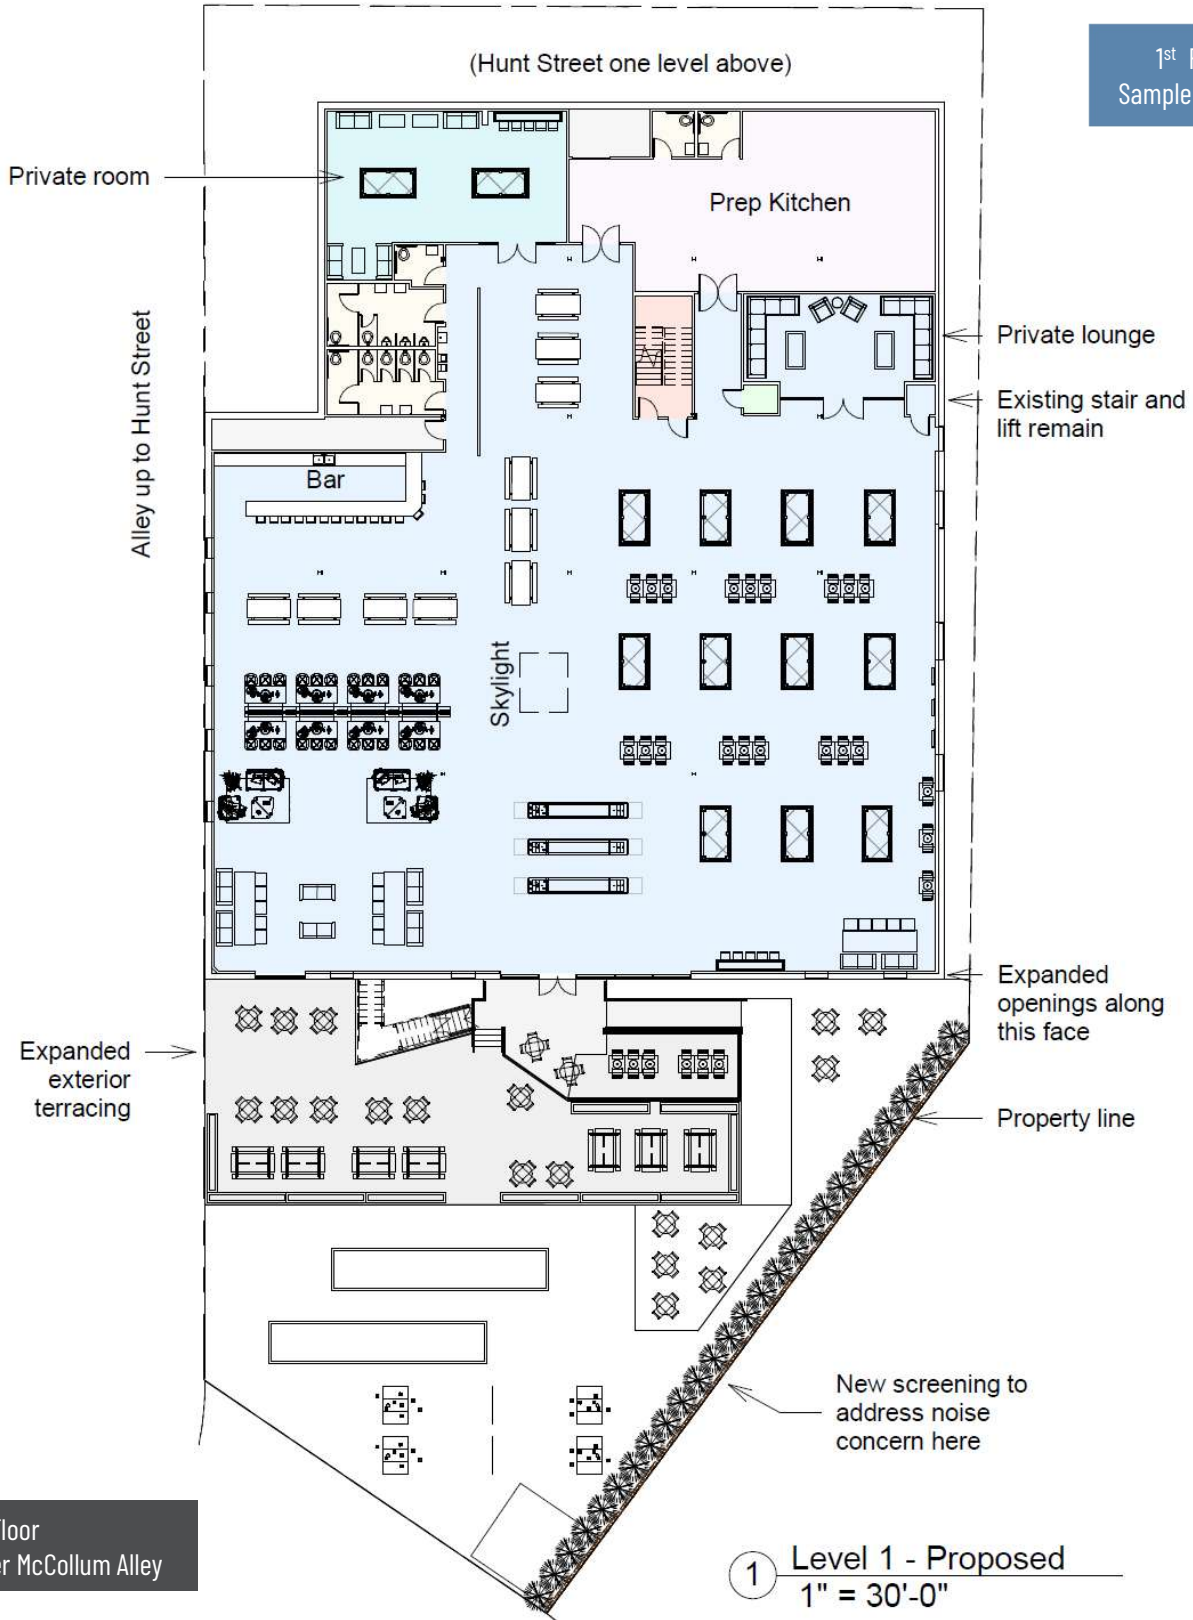 (Hunt Street one level above)
1st
Sample
Private room
Prep Kitchen
Private lounge
Existing stair and
lift remain
Alley up to Hunt Street
Bar
Skylight
Expanded
openings along
this face
Expanded
exterior
terracing
Property line
New screening to
address noise
concern here
loor
er McCollum Alley
1
Level 1 - Proposed
1" = 30'-0"